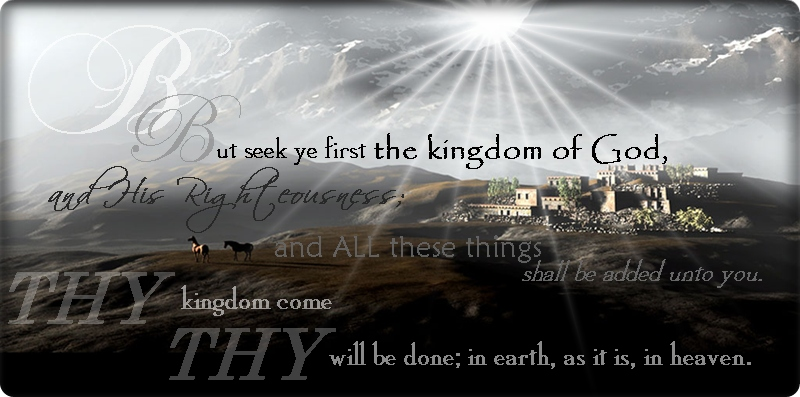 But seek ye first the kingdom of God,
and His Righteousness;
and ALL these things
shall be added unto you.
THY kingdom come
THY will be done; in earth, as it is, in heaven.